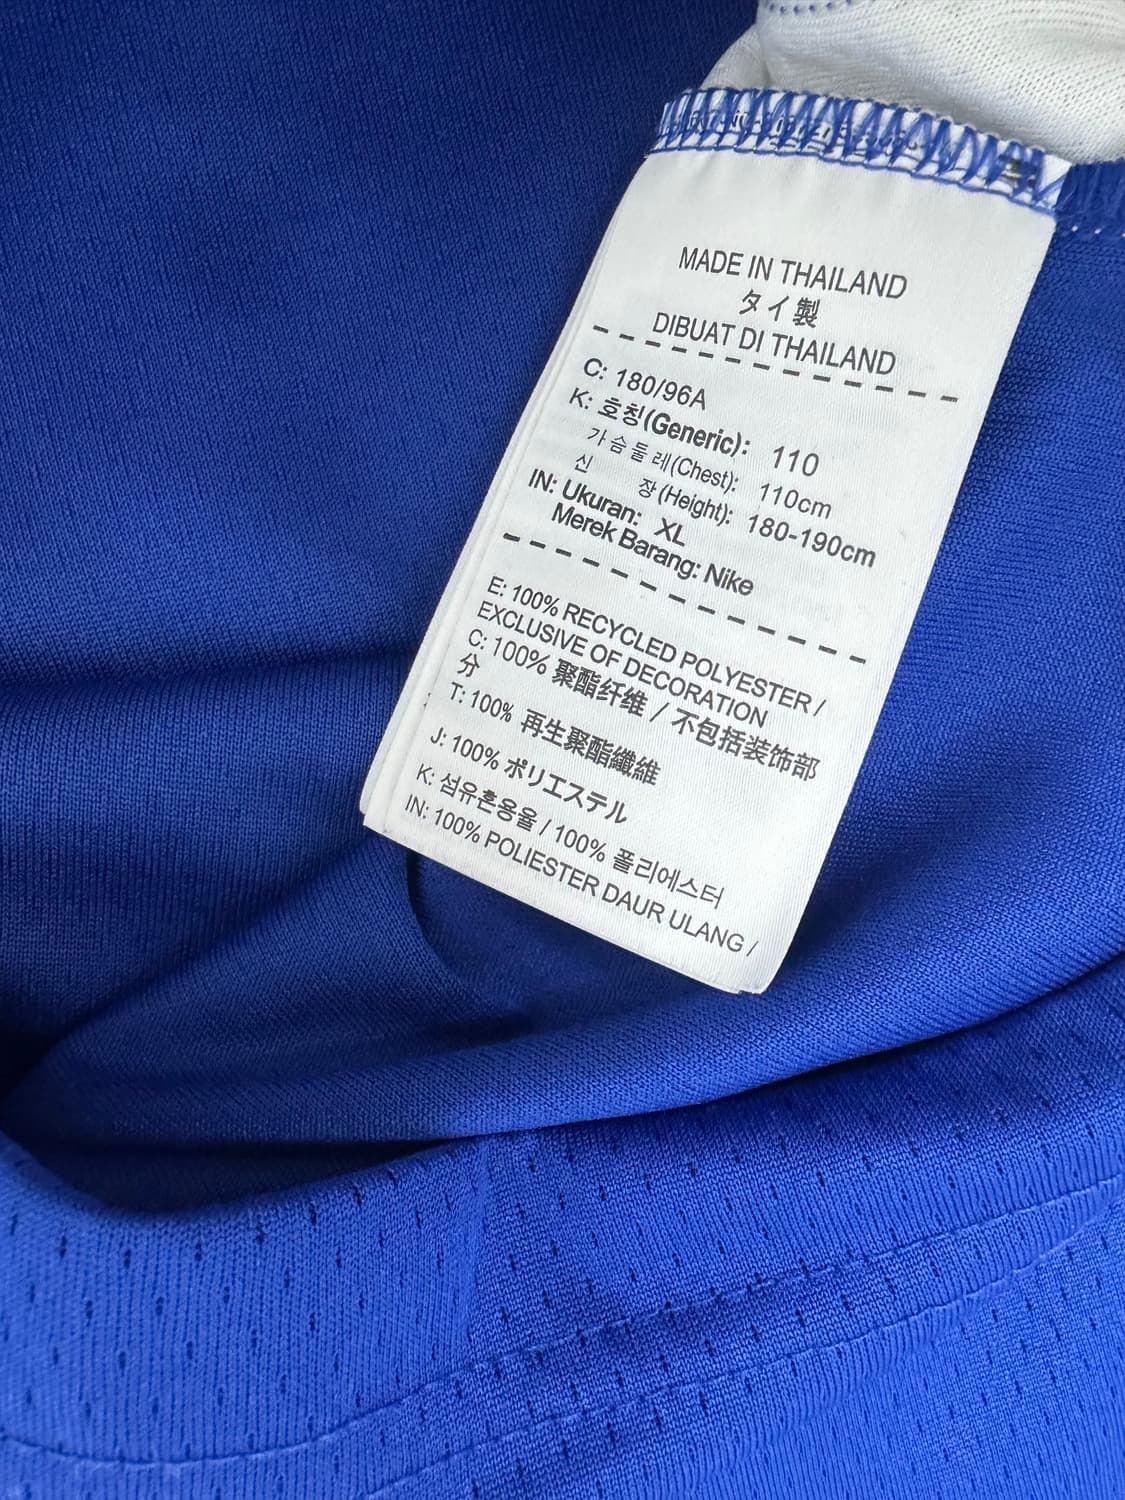 MADE IN THAILAND
タイ製
DIBUAT DI THAILAND
C: 180/96A
K: 호칭(Generic): 110
가슴둘레(Chest): 110cm
신 장(Height): 180-190cm
IN: Ukuran: XL
Merek Barang: Nike
E: 100% RECYCLED POLYESTER /
EXCLUSIVE OF DECORATION
C: 100% 聚酯纤维 / 不包括装饰部
分
T: 100% 再生聚酯纖維
J: 100% ポリエステル
K: 섬유혼용율 / 100% 폴리에스터
IN: 100% POLIESTER DAUR ULANG /